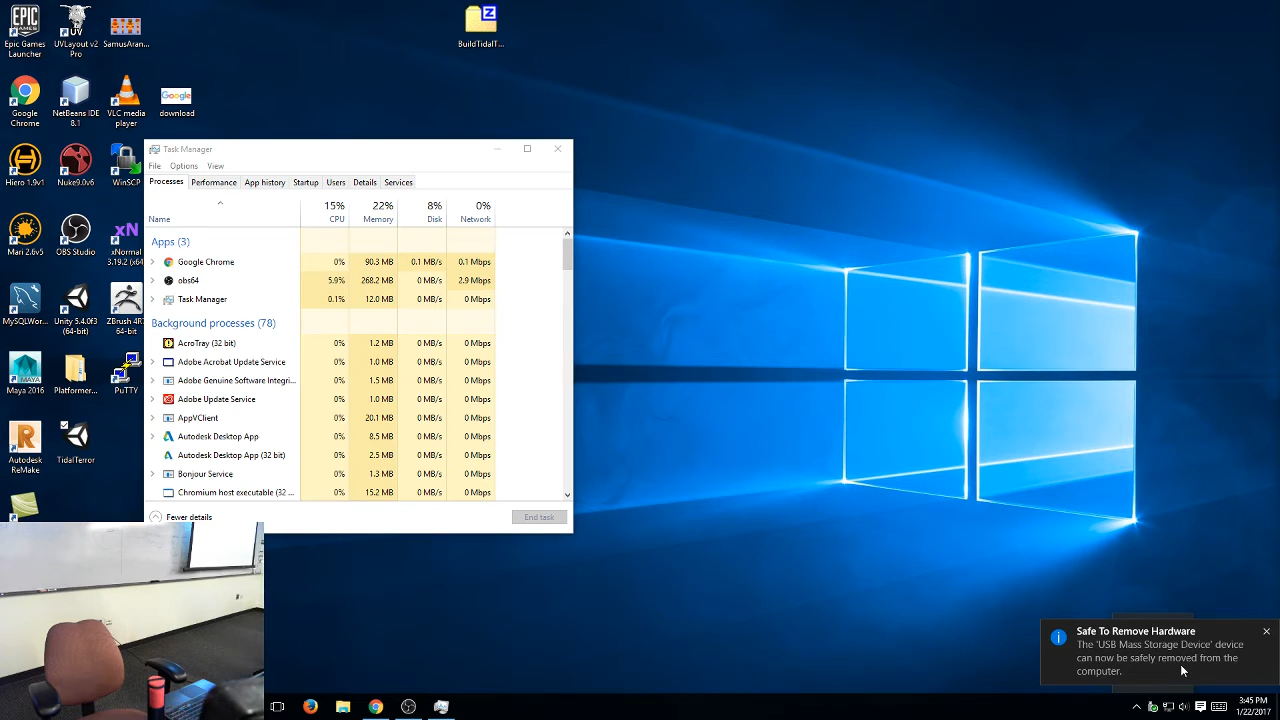 Epic Games
Launcher
UVLayout v2
Pro
SamusAran...
BuildTidalT...
Google
Chrome
NetBeans IDE
8.1
VLC media
player
Google
download
Hiero 1.9v1
Nuke9.0v6
WinSCP
Mari 2.6v5
OBS Studio
xNormal
3.19.2 (x64
MySQLWor...
Unity 5.4.0f3
(64-bit)
ZBrush 4R7
64-bit
Maya 2016
Platformer...
PuTTY
Autodesk
ReMake
TidalTerror
Task Manager
File Options View
Processes Performance App history Startup Users Details Services
15% 22% 8% 0%
Name CPU Memory Disk Network
Apps (3)
Google Chrome 0% 90.3 MB 0.1 MB/s 0.1 Mbps
obs64 5.9% 268.2 MB 0 MB/s 2.9 Mbps
Task Manager 0.1% 12.0 MB 0 MB/s 0 Mbps
Background processes (78)
AcroTray (32 bit) 0% 1.2 MB 0 MB/s 0 Mbps
Adobe Acrobat Update Service 0% 1.0 MB 0 MB/s 0 Mbps
Adobe Genuine Software Integri... 0% 1.5 MB 0 MB/s 0 Mbps
Adobe Update Service 0% 1.0 MB 0 MB/s 0 Mbps
AppVClient 0% 20.1 MB 0 MB/s 0 Mbps
Autodesk Desktop App 0% 8.5 MB 0 MB/s 0 Mbps
Autodesk Desktop App (32 bit) 0% 2.5 MB 0 MB/s 0 Mbps
Bonjour Service 0% 1.3 MB 0 MB/s 0 Mbps
Chromium host executable (32 ... 0% 15.2 MB 0 MB/s 0 Mbps
Fewer details End task
Safe To Remove Hardware
The 'USB Mass Storage Device' device
can now be safely removed from the
computer.
3:45 PM
1/22/2017